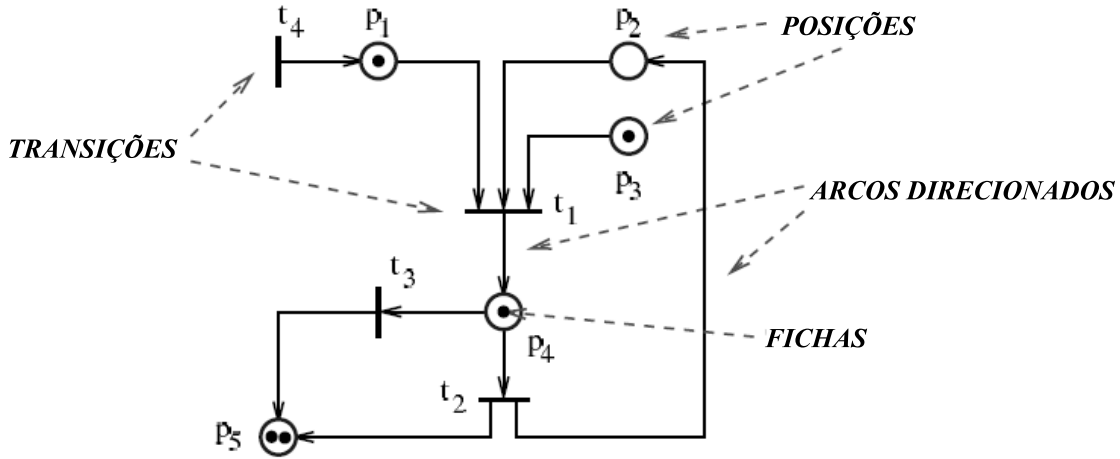 t4
p1
p2
POSIÇÕES
TRANSIÇÕES
p3
t1
ARCOS DIRECIONADOS
t3
p4
FICHAS
t2
p5